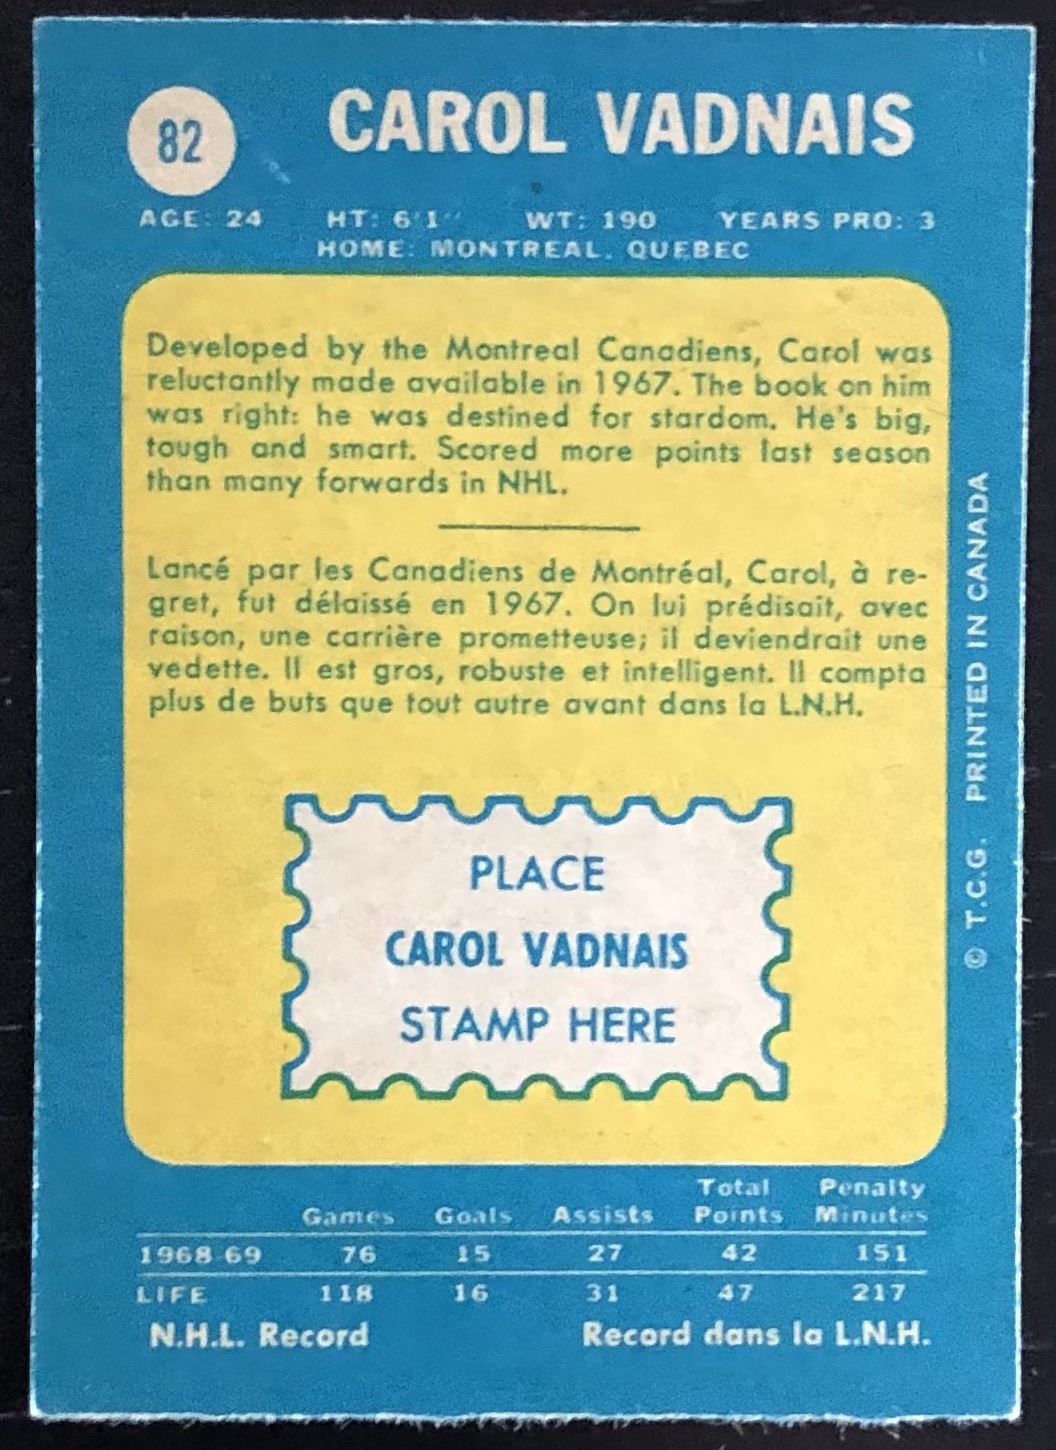 82
CAROL VADNAIS
AGE: 24 HT: 6'1" WT: 190 YEARS PRO: 3
HOME: MONTREAL, QUEBEC
Developed by the Montreal Canadiens, Carol was
reluctantly made available in 1967. The book on him
was right: he was destined for stardom. He's big,
tough and smart. Scored more points last season
than many forwards in NHL.
Lancé par les Canadiens de Montréal, Carol, à re-
gret, fut délaissé en 1967. On lui prédisait, avec
raison, une carrière prometteuse; il deviendrait une
vedette. Il est gros, robuste et intelligent. Il compta
plus de buts que tout autre avant dans la L.N.H.
PLACE
CAROL VADNAIS
STAMP HERE
© T.C.G. PRINTED IN CANADA
Total Penalty
Games Goals Assists Points Minutes
1968-69 76 15 27 42 151
LIFE 118 16 31 47 217
N.H.L. Record Record dans la L.N.H.